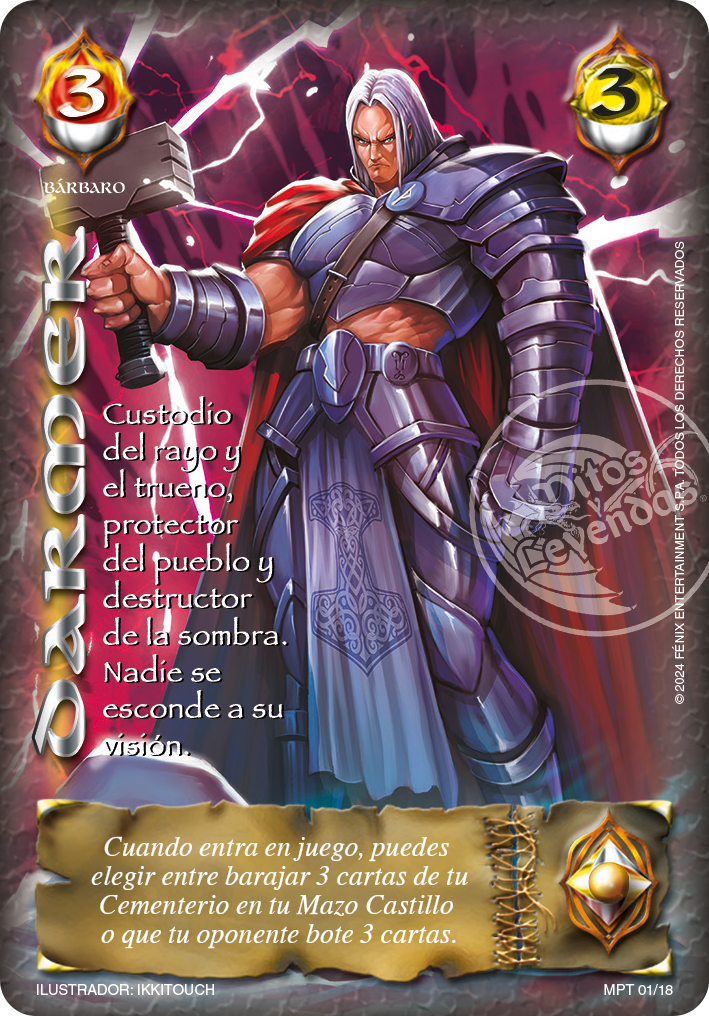 3
3
BÁRBARO
DARMER
Custodio
del rayo y
el trueno,
protector
del pueblo y
destructor
de la sombra.
Nadie se
esconde a su
visión.
Mitos
y
Leyendas®
©2024 FÉNIX ENTERTAINMENT S.P.A. TODOS LOS DERECHOS RESERVADOS
Cuando entra en juego, puedes
elegir entre barajar 3 cartas de tu
Cementerio en tu Mazo Castillo
o que tu oponente bote 3 cartas.
ILUSTRADOR: IKKITOUCH
MPT 01/18